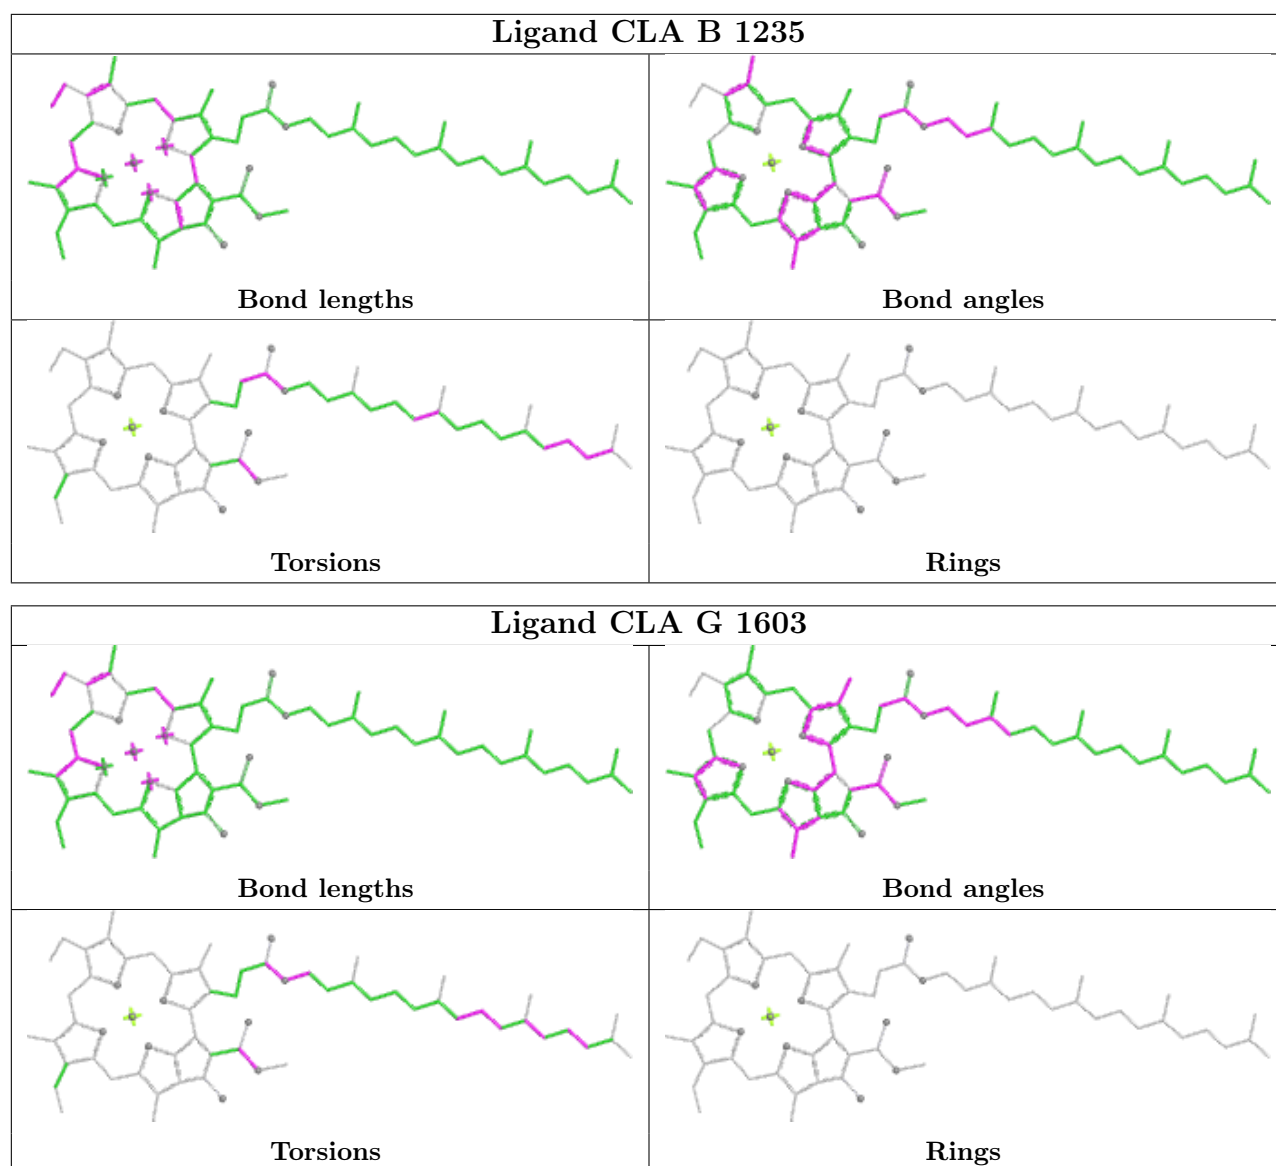 Ligand CLA B 1235
Bond lengths
Bond angles
Torsions
Rings
Ligand CLA G 1603
Bond lengths
Bond angles
Torsions
Rings